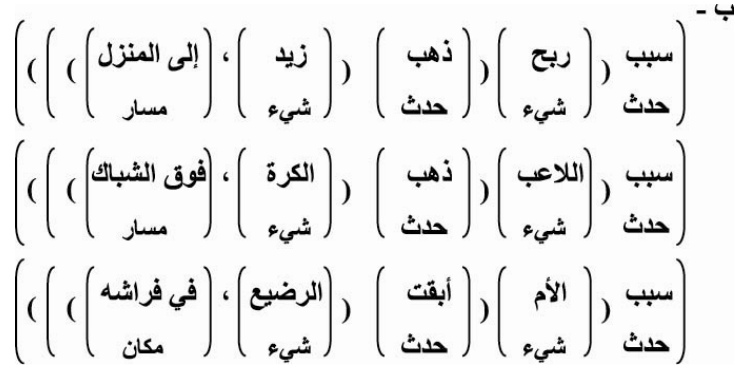 ب -
سبب ( ربح ) ( ذهب ( زيد ، إلى المنزل ) )
حدث شيء حدث شيء مسار
سبب ( اللاعب ) ( ذهب ( الكرة ، فوق الشباك ) )
حدث شيء حدث شيء مسار
سبب ( الأم ) ( أبقت ( الرضيع ، في فراشه ) )
حدث شيء حدث شيء مكان